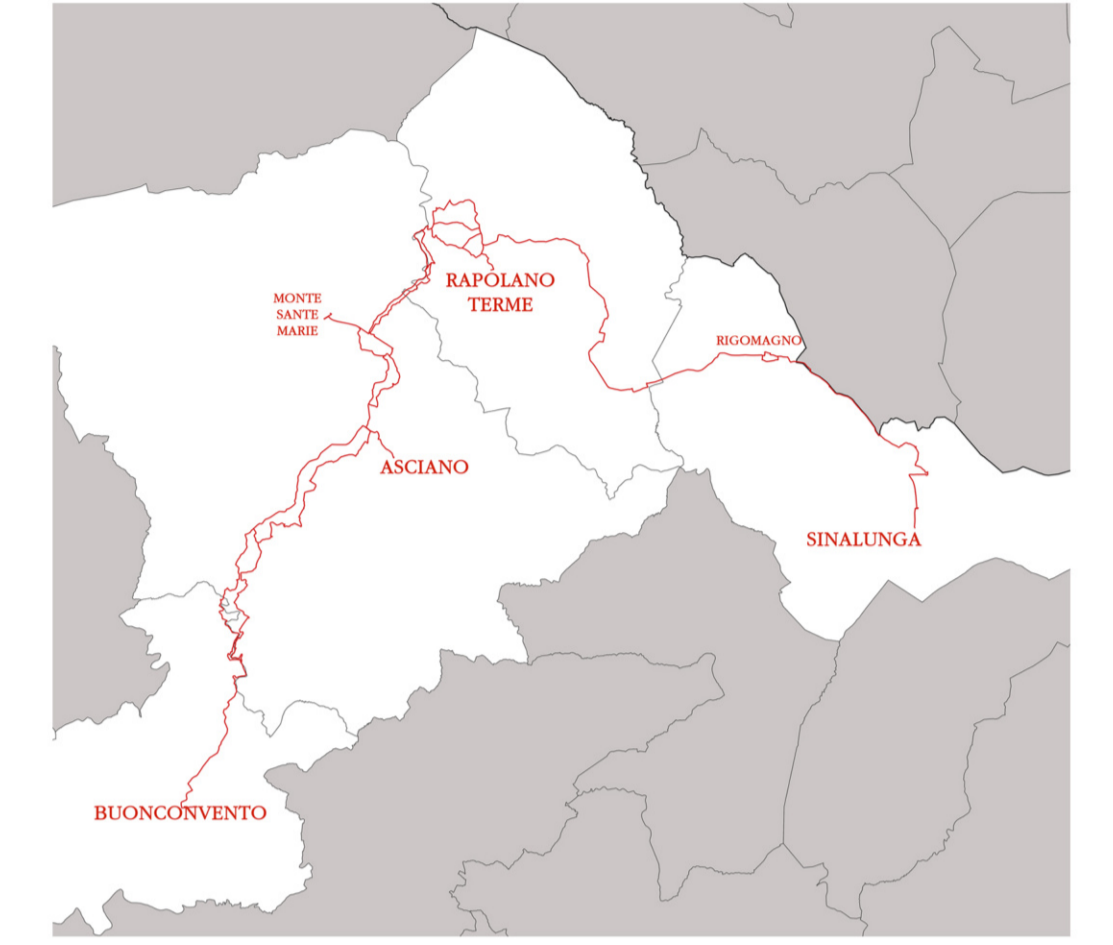 RAPOLANO
TERME
MONTE
SANTE
MARIE
RIGOMAGNO
ASCIANO
SINALUNGA
BUONCONVENTO